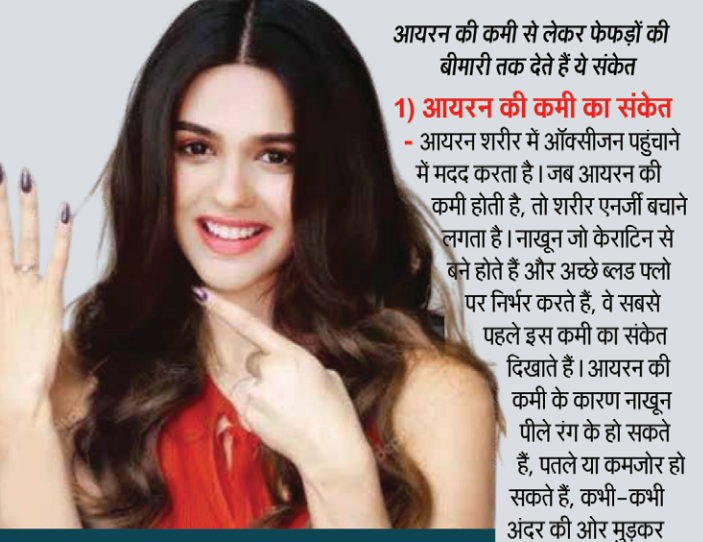 आयरन की कमी से लेकर फेफड़ों की
बीमारी तक देते हैं ये संकेत
1) आयरन की कमी का संकेत
- आयरन शरीर में ऑक्सीजन पहुंचाने
में मदद करता है। जब आयरन की
कमी होती है, तो शरीर एनर्जी बचाने
लगता है। नाखून जो केराटिन से
बने होते हैं और अच्छे ब्लड फ्लो
पर निर्भर करते हैं, वे सबसे
पहले इस कमी का संकेत
दिखाते हैं। आयरन की
कमी के कारण नाखून
पीले रंग के हो सकते
हैं, पतले या कमजोर हो
सकते हैं, कभी-कभी
अंदर की ओर मुड़कर